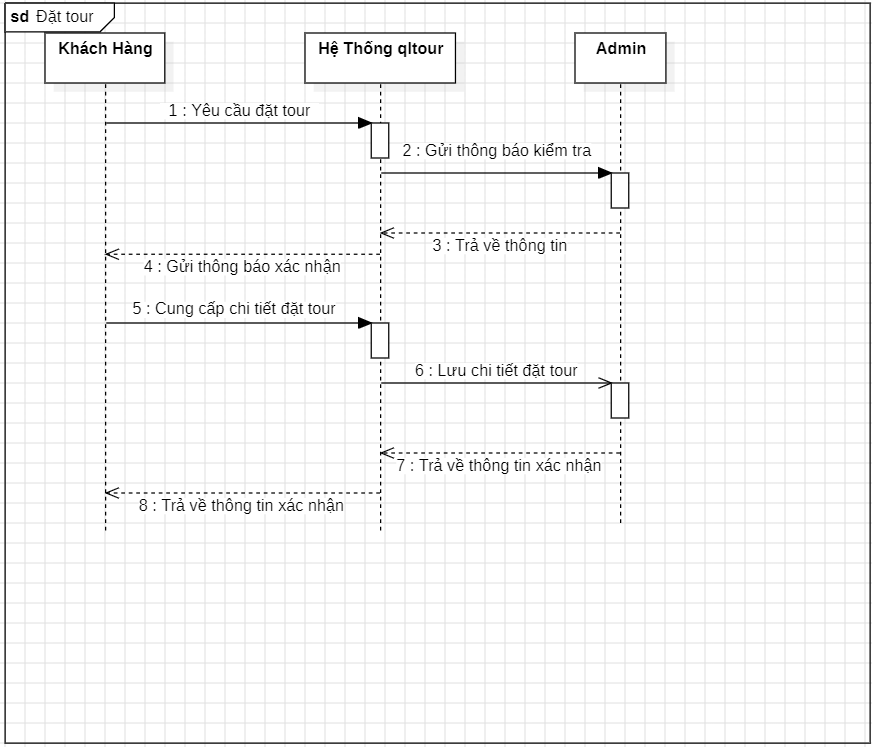 sd Đặt tour
Khách Hàng
Hệ Thống qltour
Admin
1 : Yêu cầu đặt tour
2 : Gửi thông báo kiểm tra
3 : Trả về thông tin
4 : Gửi thông báo xác nhận
5 : Cung cấp chi tiết đặt tour
6 : Lưu chi tiết đặt tour
7 : Trả về thông tin xác nhận
8 : Trả về thông tin xác nhận